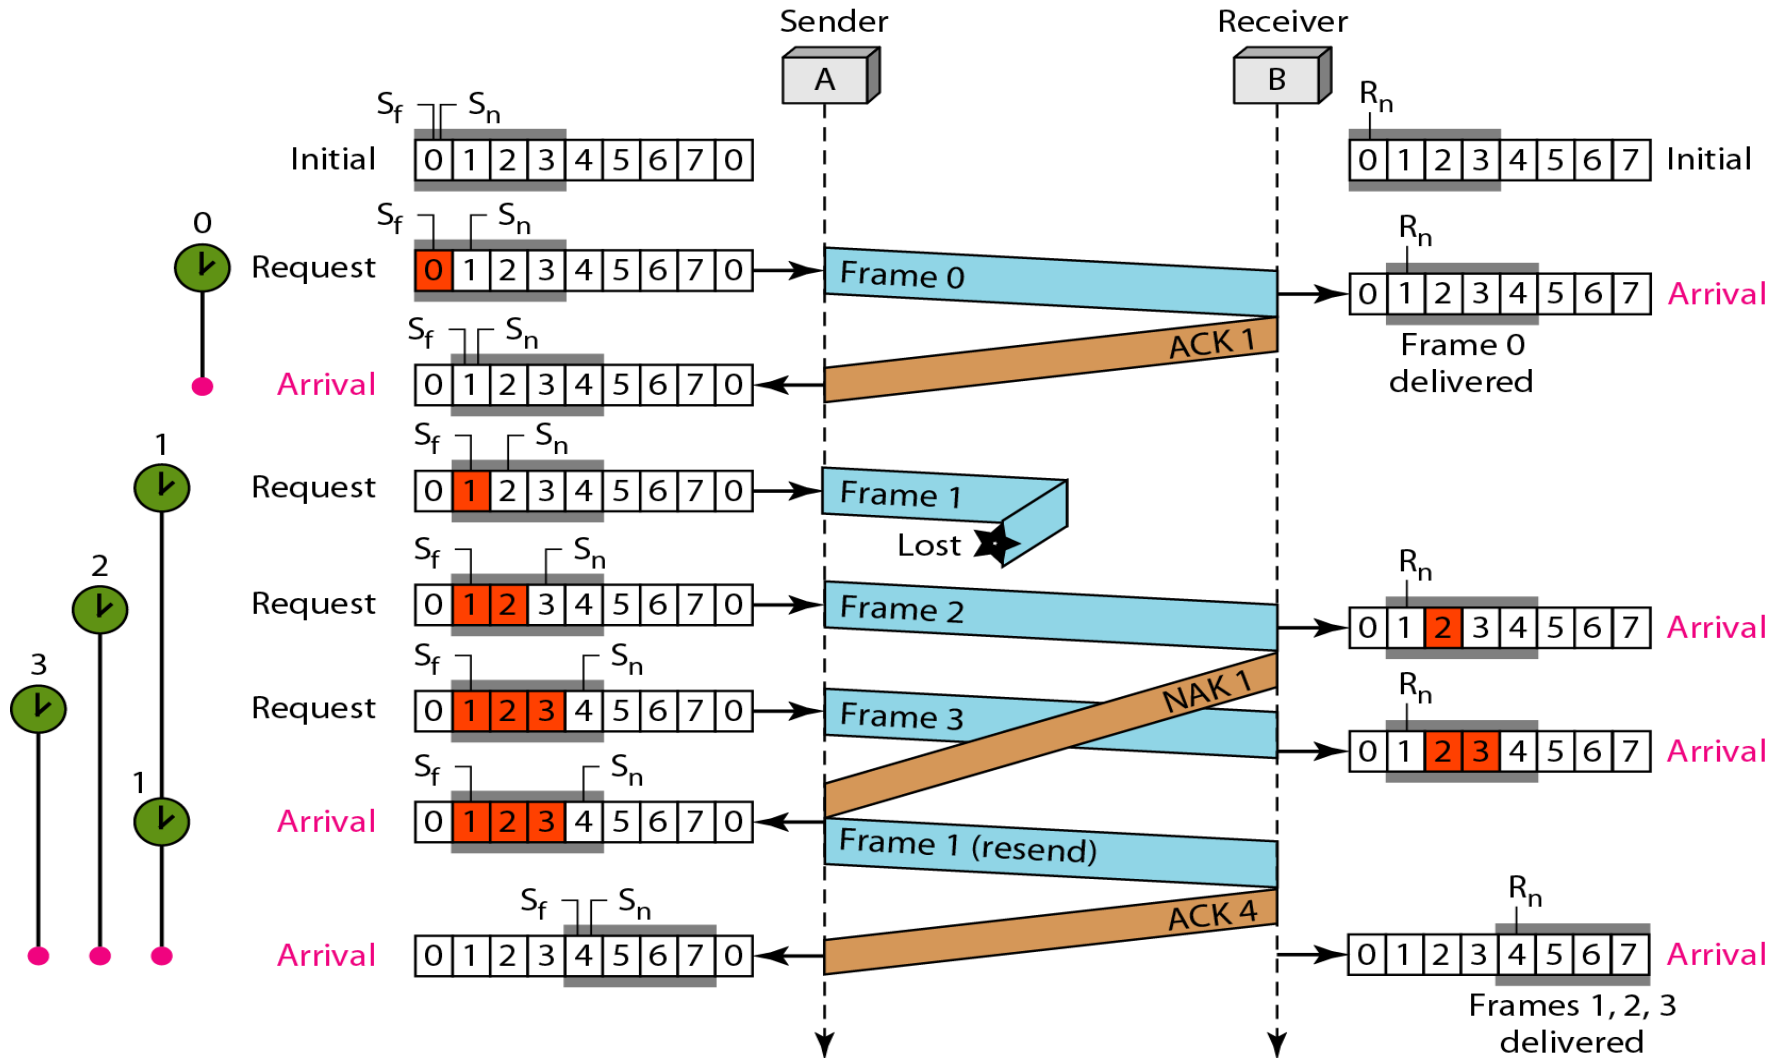 Sender Receiver
A B
Sf Sn Rn
Initial 0 1 2 3 4 5 6 7 0 0 1 2 3 4 5 6 7 Initial
0 Sf Sn Rn
Request 0 1 2 3 4 5 6 7 0 Frame 0 0 1 2 3 4 5 6 7 Arrival
Sf Sn ACK 1 Frame 0
Arrival 0 1 2 3 4 5 6 7 0 delivered
1 Sf Sn
Request 0 1 2 3 4 5 6 7 0 Frame 1
Lost
2 Sf Sn Rn
Request 0 1 2 3 4 5 6 7 0 Frame 2 0 1 2 3 4 5 6 7 Arrival
3 Sf Sn NAK 1 Rn
Request 0 1 2 3 4 5 6 7 0 Frame 3 0 1 2 3 4 5 6 7 Arrival
1 Sf Sn
Arrival 0 1 2 3 4 5 6 7 0
Frame 1 (resend)
Sf Sn ACK 4 Rn
Arrival 0 1 2 3 4 5 6 7 0 0 1 2 3 4 5 6 7 Arrival
Frames 1, 2, 3
delivered